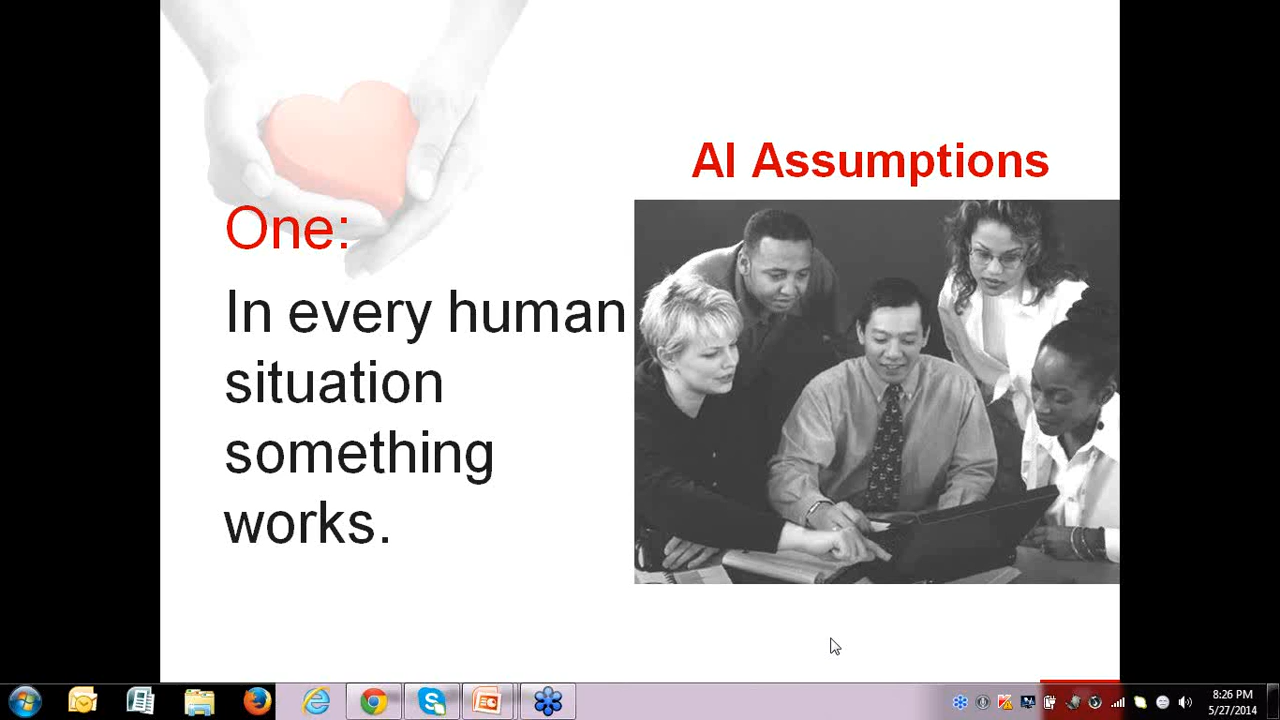 AI Assumptions
One:
In every human
situation
something
works.
8:26 PM
5/27/2014